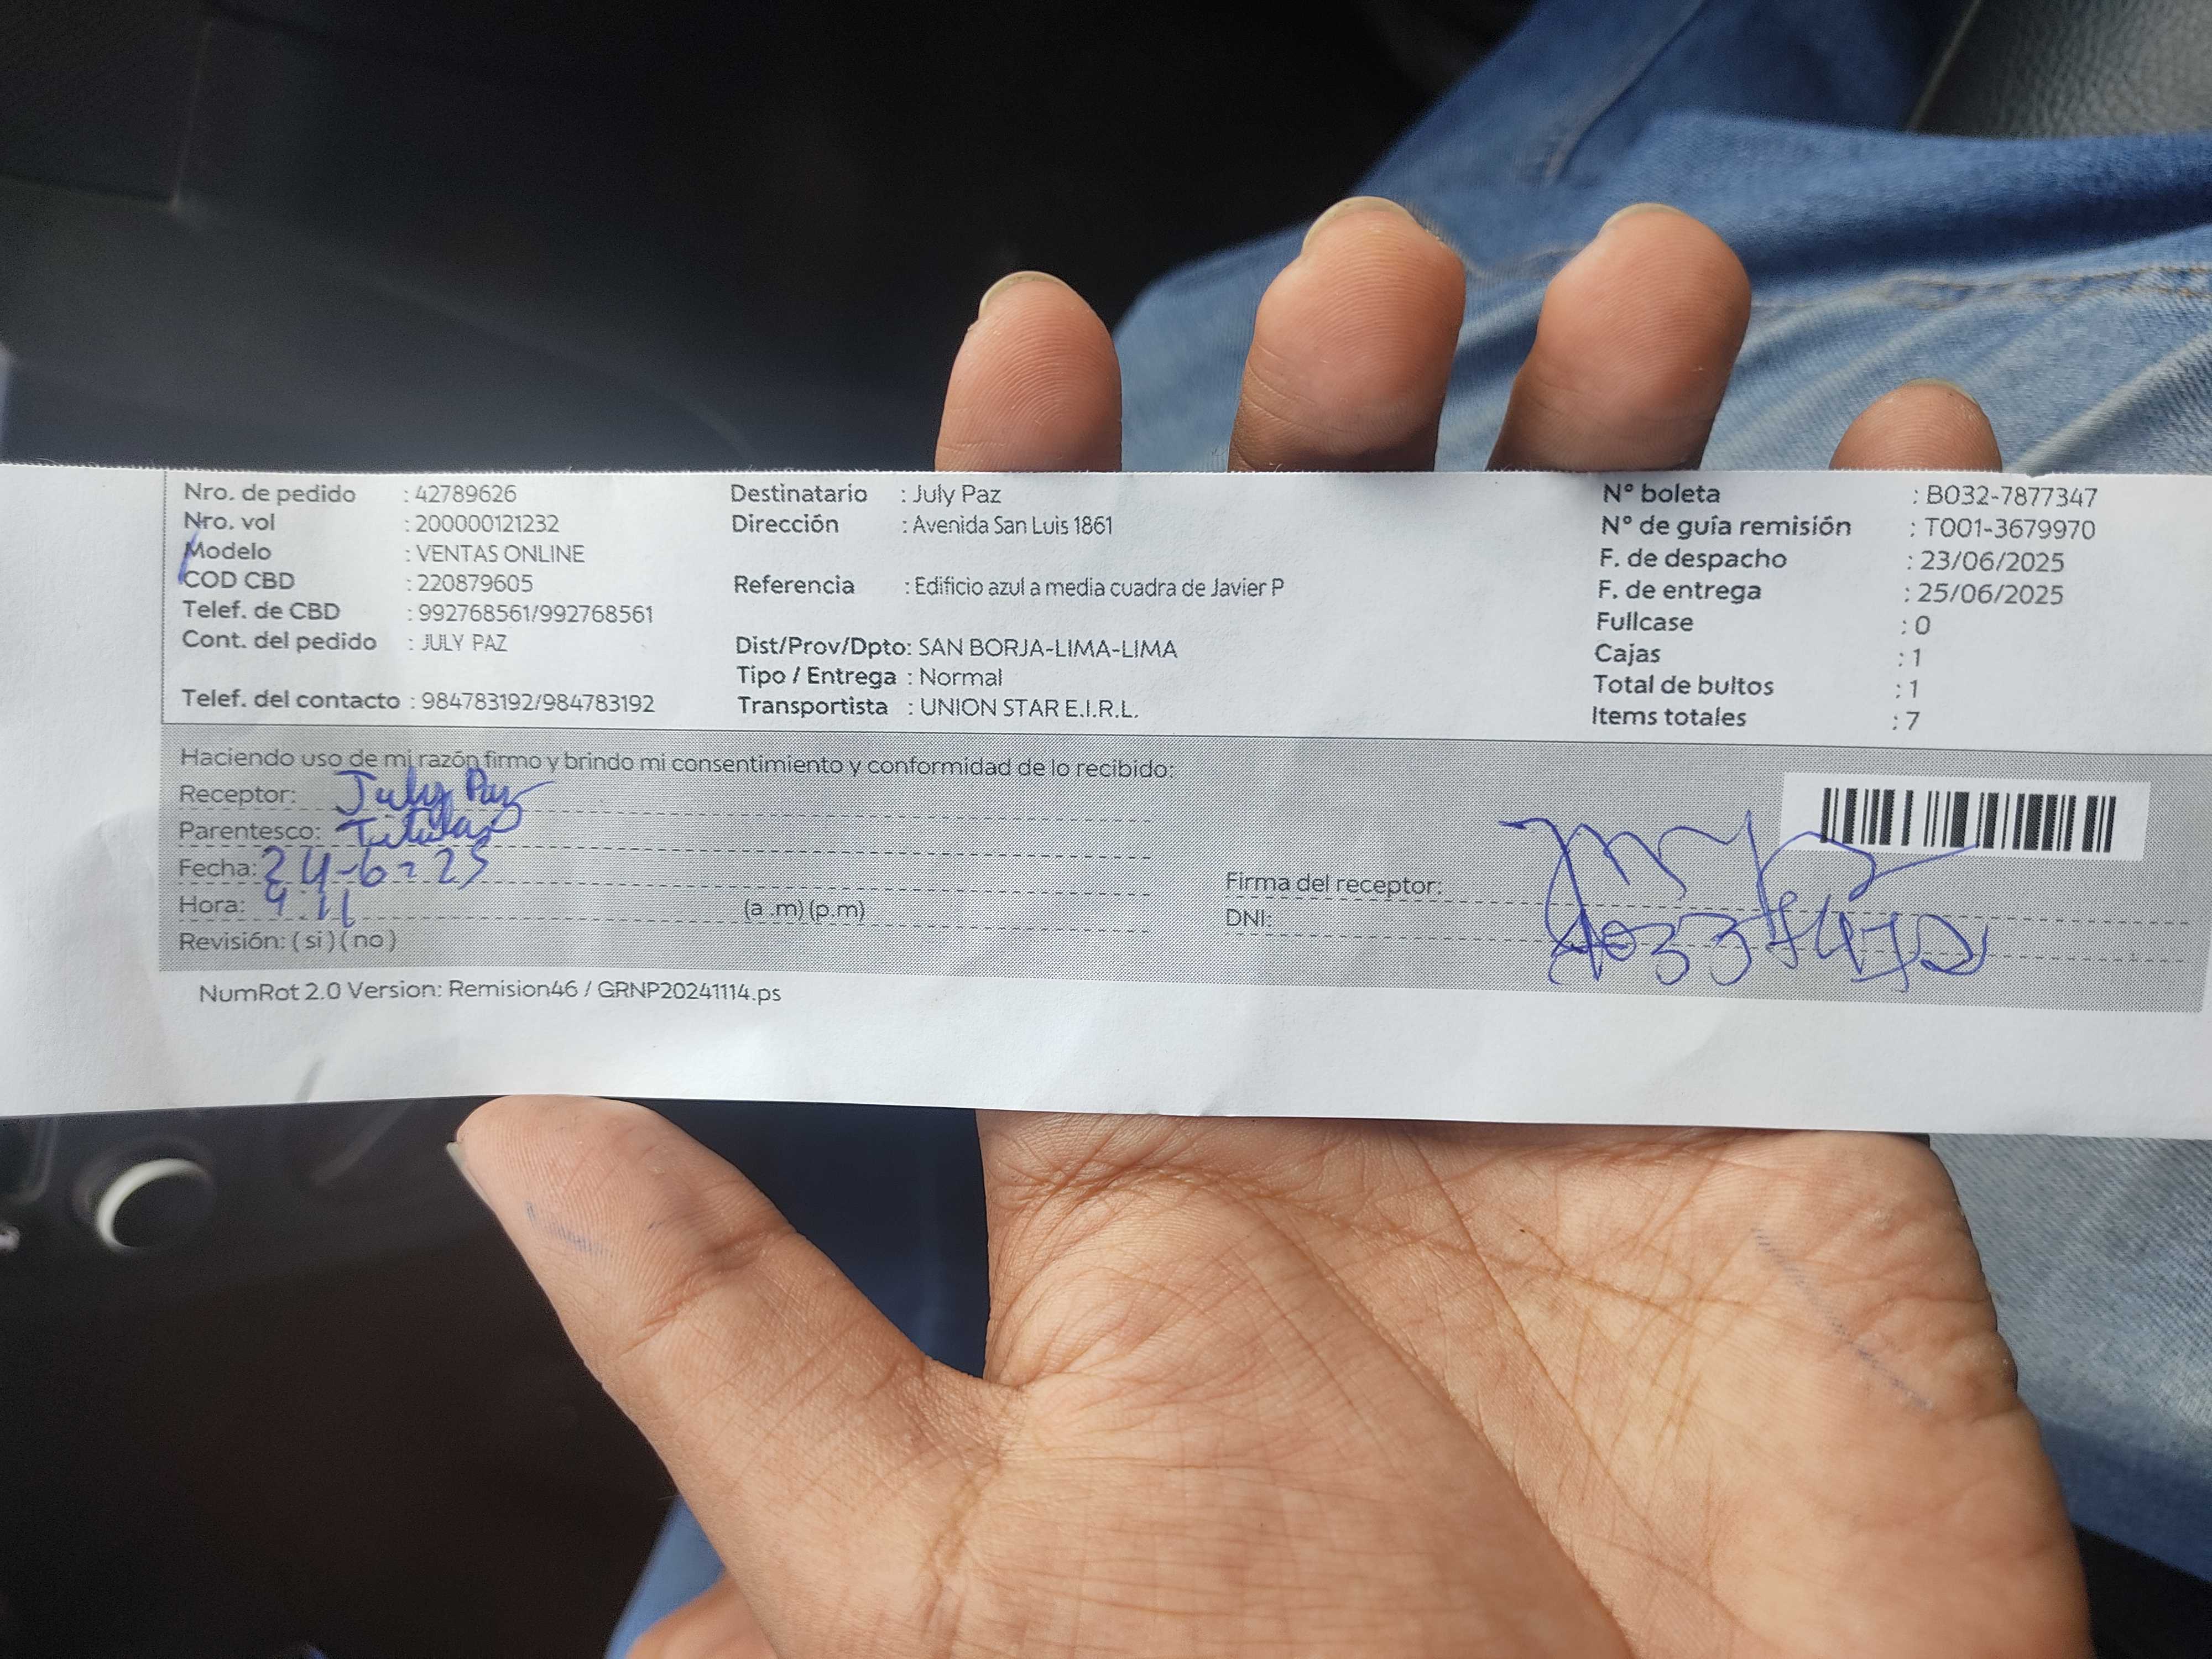 Nro. de pedido : 42789626
Nro. vol : 200000121232
Modelo : VENTAS ONLINE
COD CBD : 220879605
Telef. de CBD : 992768561/992768561
Cont. del pedido : JULY PAZ
Telef. del contacto : 984783192/984783192
Destinatario : July Paz
Dirección : Avenida San Luis 1861
Referencia : Edificio azul a media cuadra de Javier P
Dist/Prov/Dpto: SAN BORJA-LIMA-LIMA
Tipo / Entrega : Normal
Transportista : UNION STAR E.I.R.L.
N° boleta : B032-7877347
N° de guía remisión : T001-3679970
F. de despacho : 23/06/2025
F. de entrega : 25/06/2025
Fullcase : 0
Cajas : 1
Total de bultos : 1
Items totales : 7
Haciendo uso de mi razón firmo y brindo mi consentimiento y conformidad de lo recibido:
Receptor: July Paz
Parentesco: Titular
Fecha: 24-6-25
Hora: (a .m) (p.m)
Revisión: ( si ) ( no )
Firma del receptor:
DNI:
NumRot 2.0 Version: Remision46 / GRNP20241114.ps